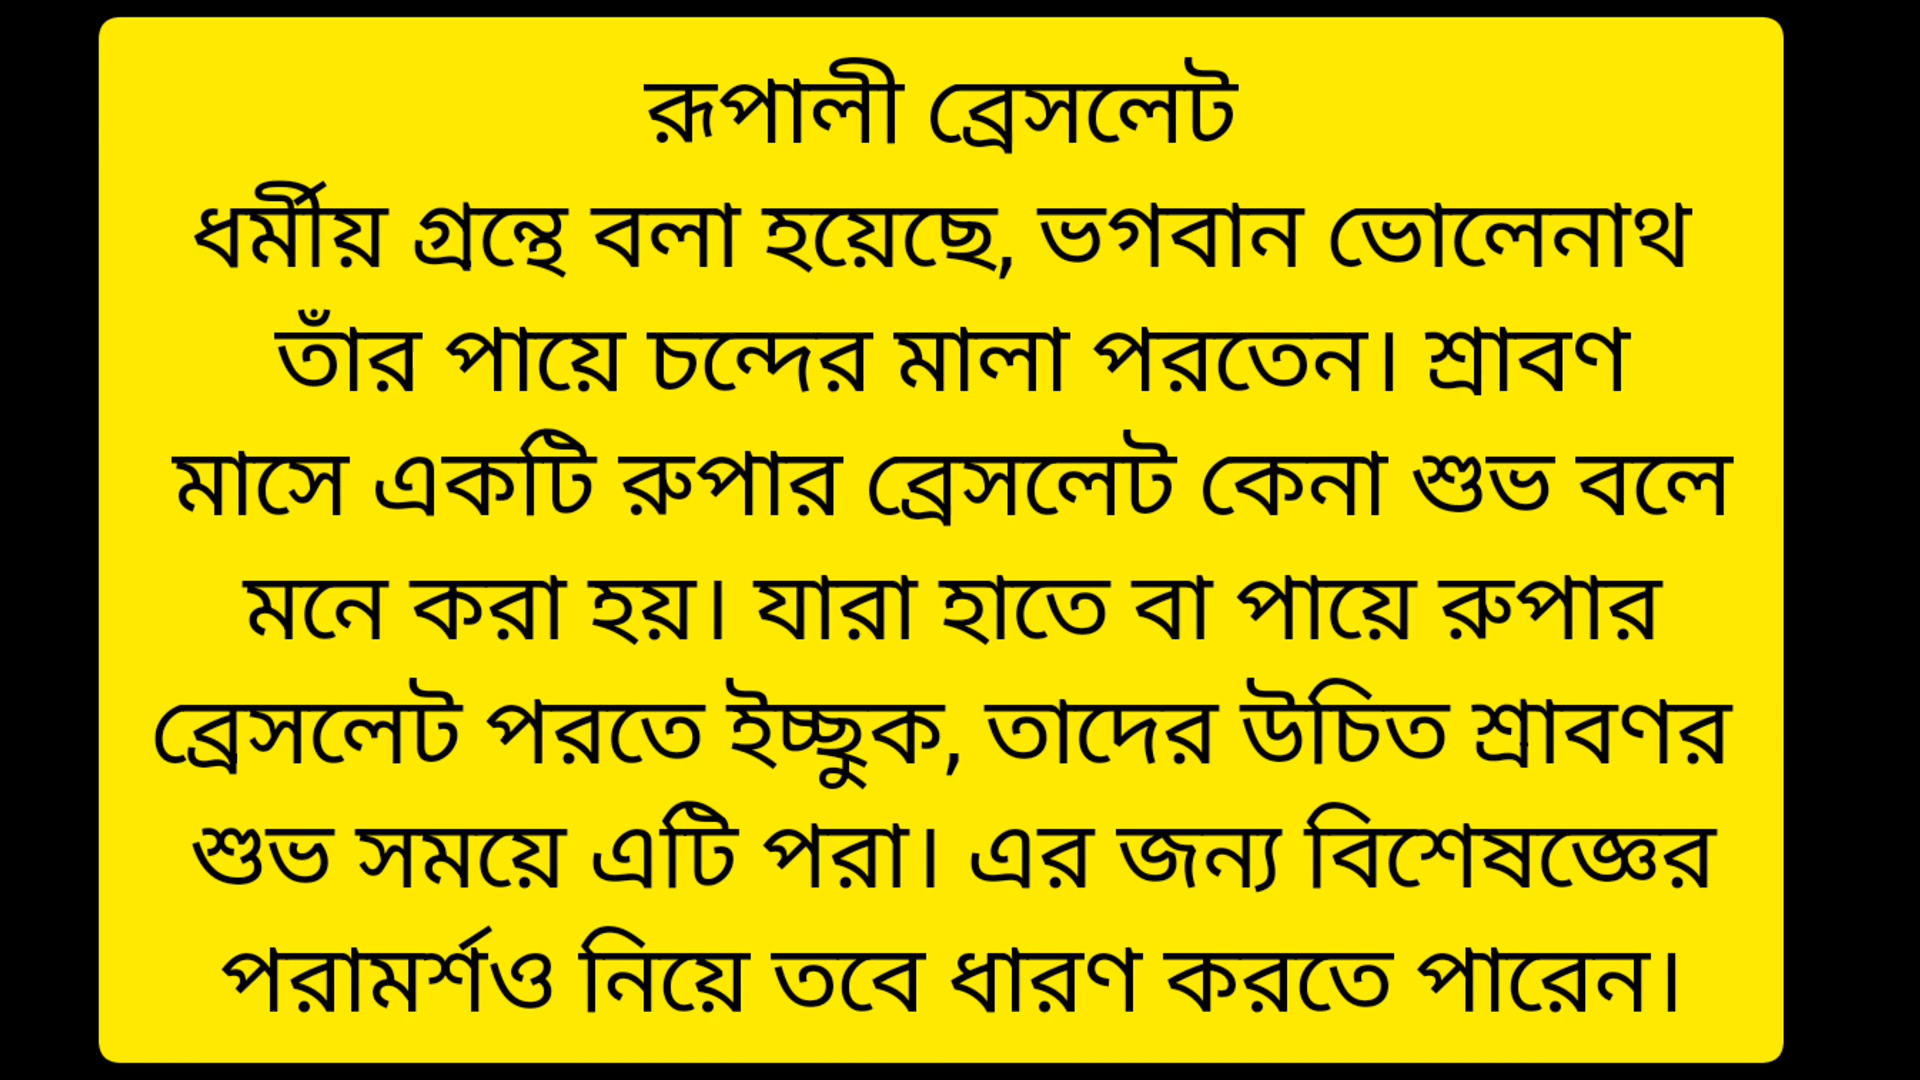 রূপালী ব্রেসলেট
ধর্মীয় গ্রন্থে বলা হয়েছে, ভগবান ভোলেনাথ
তাঁর পায়ে চন্দের মালা পরতেন। শ্রাবণ
মাসে একটি রুপার ব্রেসলেট কেনা শুভ বলে
মনে করা হয়। যারা হাতে বা পায়ে রুপার
ব্রেসলেট পরতে ইচ্ছুক, তাদের উচিত শ্রাবণর
শুভ সময়ে এটি পরা। এর জন্য বিশেষজ্ঞের
পরামর্শও নিয়ে তবে ধারণ করতে পারেন।